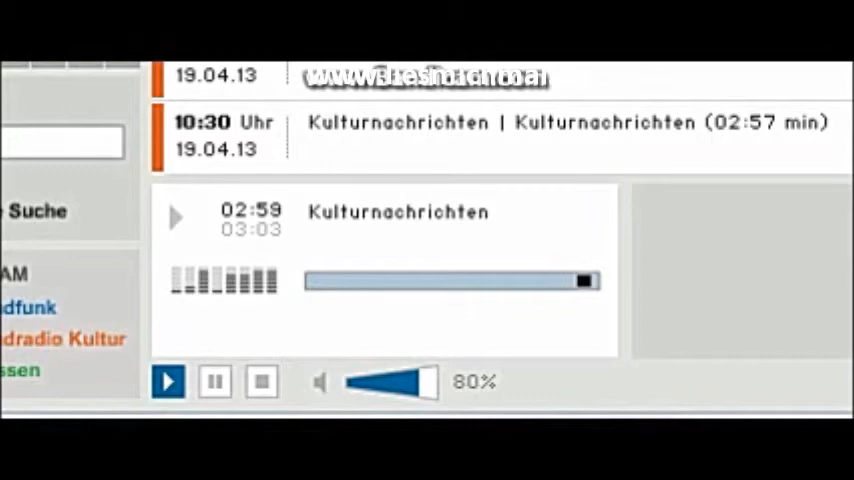 19.04.13
10:30 Uhr
Kulturnachrichten | Kulturnachrichten (02:57 min)
19.04.13
Suche
02:59
Kulturnachrichten
03:03
AM
dfunk
dradio Kultur
ssen
80%